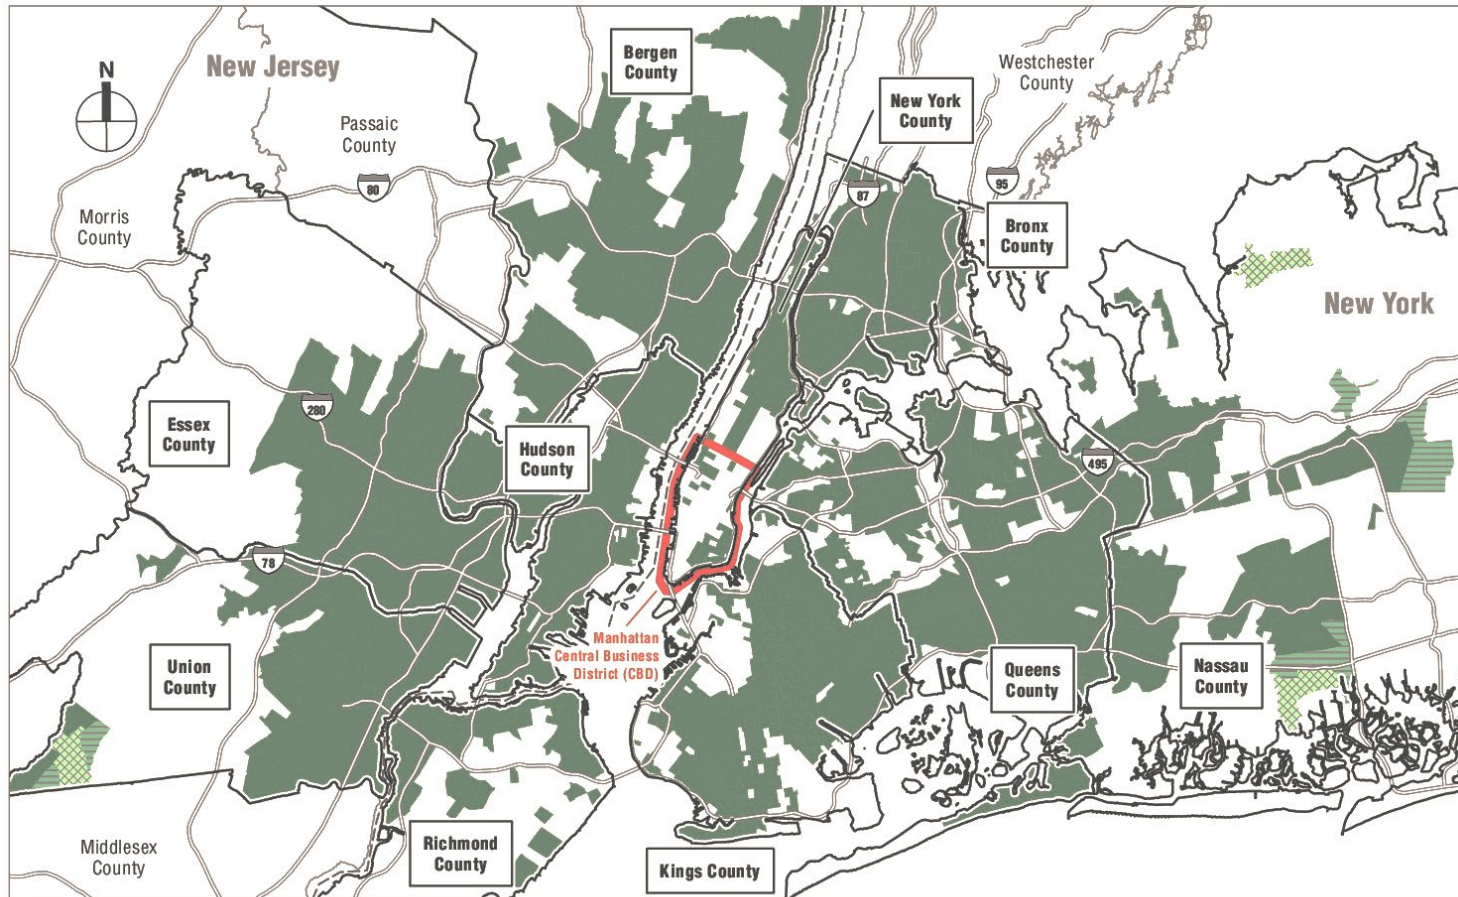 Bergen
County
New Jersey
Westchester
County
N
New York
County
Passaic
County
80
87
95
Morris
County
Bronx
County
New York
280
Essex
County
Hudson
County
495
78
Manhattan
Central Business
District (CBD)
Union
County
Queens
County
Nassau
County
Middlesex
County
Richmond
County
Kings County